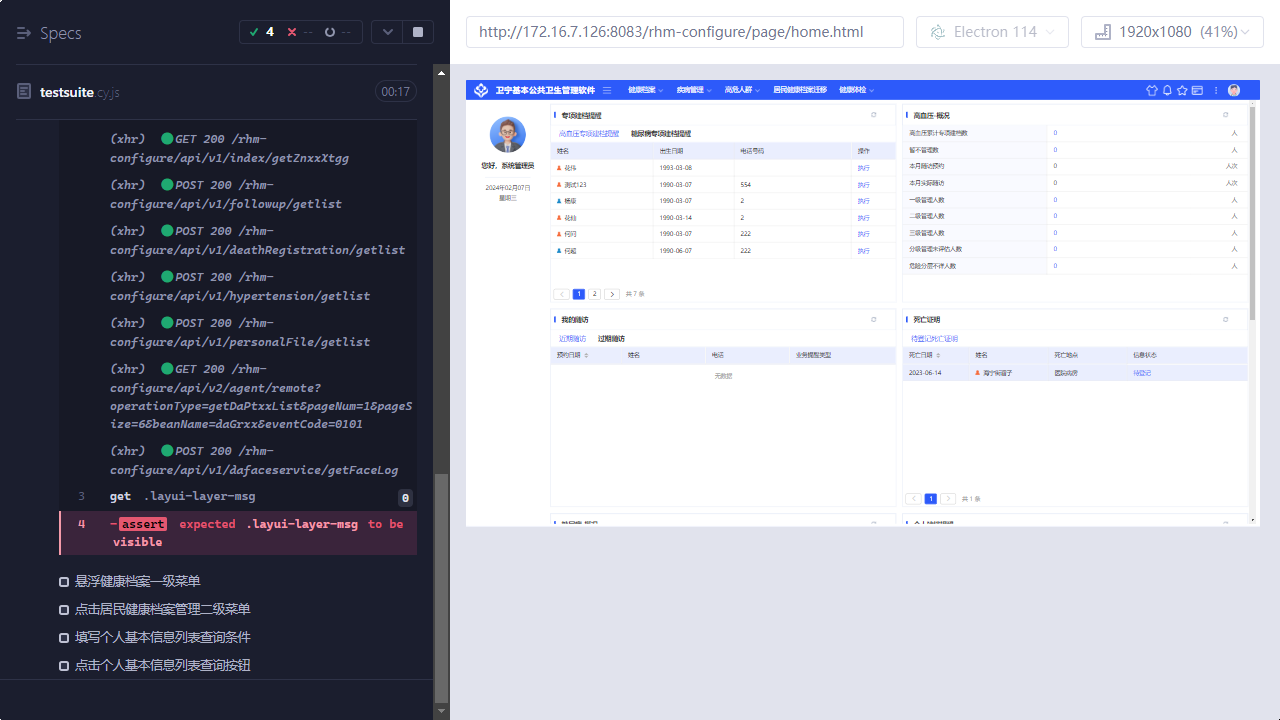 Specs
4
--
--
testsuite.cy.js
00:17
(xhr) GET 200 /rhm-
configure/api/v1/index/getZnxxXtgg
(xhr) POST 200 /rhm-
configure/api/v1/followup/getlist
(xhr) POST 200 /rhm-
configure/api/v1/deathRegistration/getlist
(xhr) POST 200 /rhm-
configure/api/v1/hypertension/getlist
(xhr) POST 200 /rhm-
configure/api/v1/personalFile/getlist
(xhr) GET 200 /rhm-
configure/api/v2/agent/remote?
operationType=getDaPtxxList&pageNum=1&pageS
ize=6&beanName=daGrxx&eventCode=0101
(xhr) POST 200 /rhm-
configure/api/v1/dafaceservice/getFaceLog
3 get .layui-layer-msg 0
4 -assert expected .layui-layer-msg to be
visible
悬浮健康档案一级菜单
点击居民健康档案管理二级菜单
填写个人基本信息列表查询条件
点击个人基本信息列表查询按钮
http://172.16.7.126:8083/rhm-configure/page/home.html
Electron 114
1920x1080 (41%)
卫宁基本公共卫生管理软件
健康档案 疾病管理 高危人群 居民健康档案迁移 健康体检
您好，系统管理员
2024年02月07日
星期三
专项建档提醒
高血压专项建档提醒 糖尿病专项建档提醒
姓名 出生日期 电话号码 操作
花伟 1993-03-08 执行
测试123 1990-03-07 554 执行
杨康 1990-03-07 2 执行
花仙 1990-03-14 2 执行
何问 1990-03-07 222 执行
何超 1990-06-07 222 执行
1 2 共 7 条
高血压-概况
高血压累计专项建档数 0 人
暂不管理数 0 人
本月随访预约 0 人次
本月实际随访 0 人次
一级管理人数 0 人
二级管理人数 0 人
三级管理人数 0 人
分级管理未评估人数 0 人
危险分层不详人数 0 人
我的随访
近期随访 过期随访
预约日期 姓名 电话 业务提醒类型
无数据
死亡证明
待登记死亡证明
死亡日期 姓名 死亡地点 信息状态
2023-06-14 医院病房 待登记
1 共 1 条